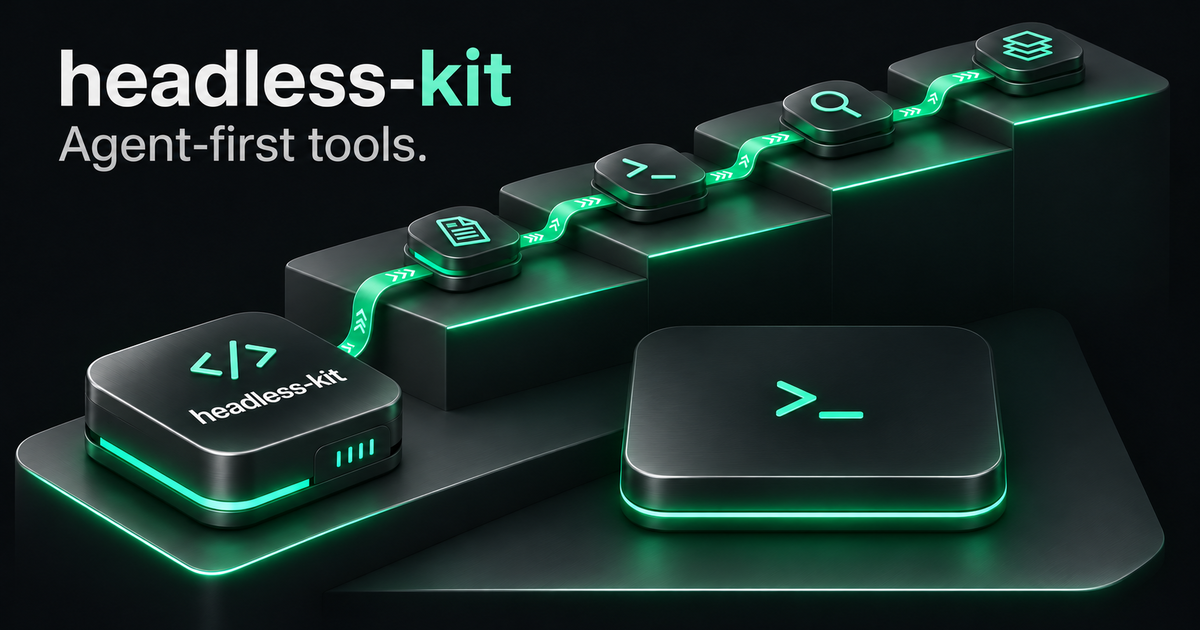 headless-kit
Agent-first tools.
</>
headless-kit
>_